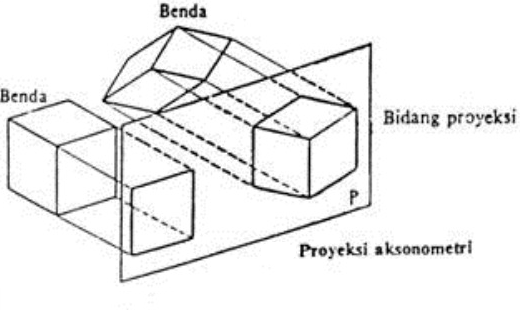 Benda
Benda
Bidang proyeksi
P
Proyeksi aksonometri